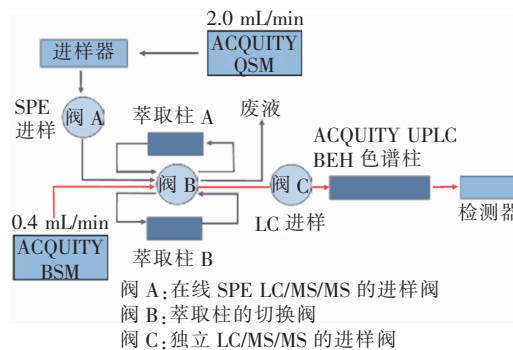 2.0 mL/min
进样器
ACQUITY
QSM
SPE
进样
阀 A
萃取柱 A
废液
ACQUITY UPLC
BEH 色谱柱
阀 B
阀 C
0.4 mL/min
LC 进样
检测器
ACQUITY
BSM
萃取柱 B
阀 A:在线 SPE LC/MS/MS 的进样阀
阀 B:萃取柱的切换阀
阀 C:独立 LC/MS/MS 的进样阀